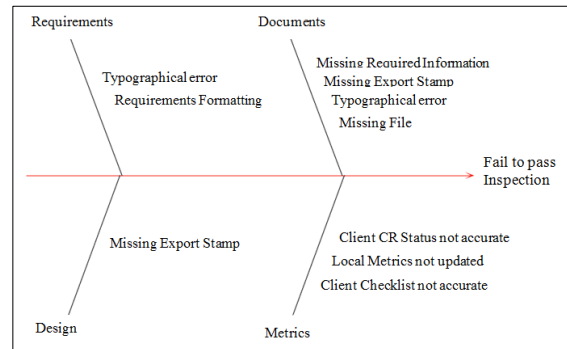 Requirements
Documents
Typographical error
Requirements Formatting
Missing Required Information
Missing Export Stamp
Typographical error
Missing File
Fail to pass
Inspection
Missing Export Stamp
Client CR Status not accurate
Local Metrics not updated
Client Checklist not accurate
Design
Metrics